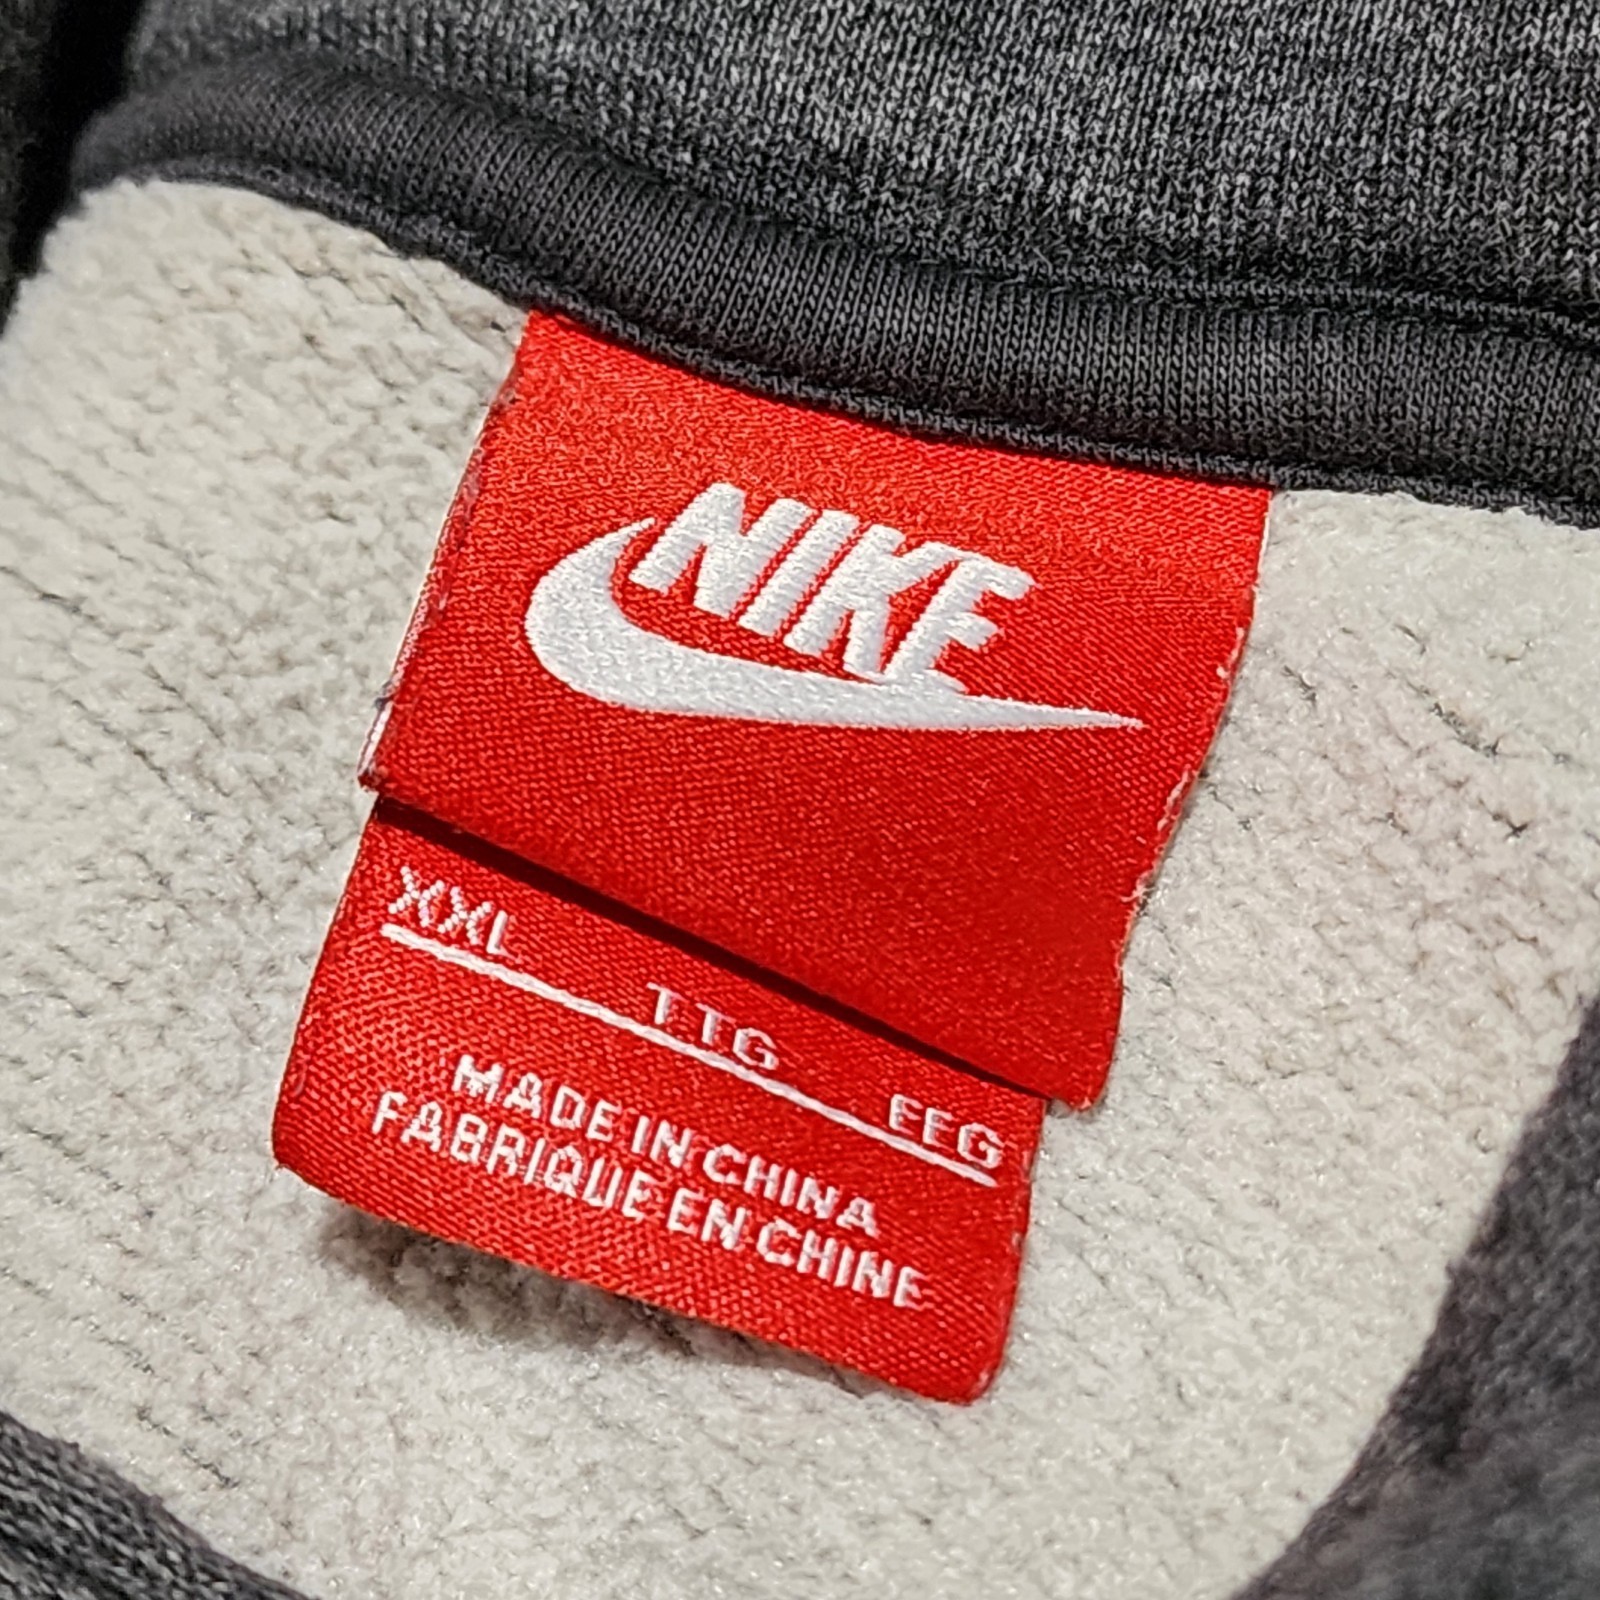 NIKE
XXL TTG EEG
MADE IN CHINA
FABRIQUE EN CHINE